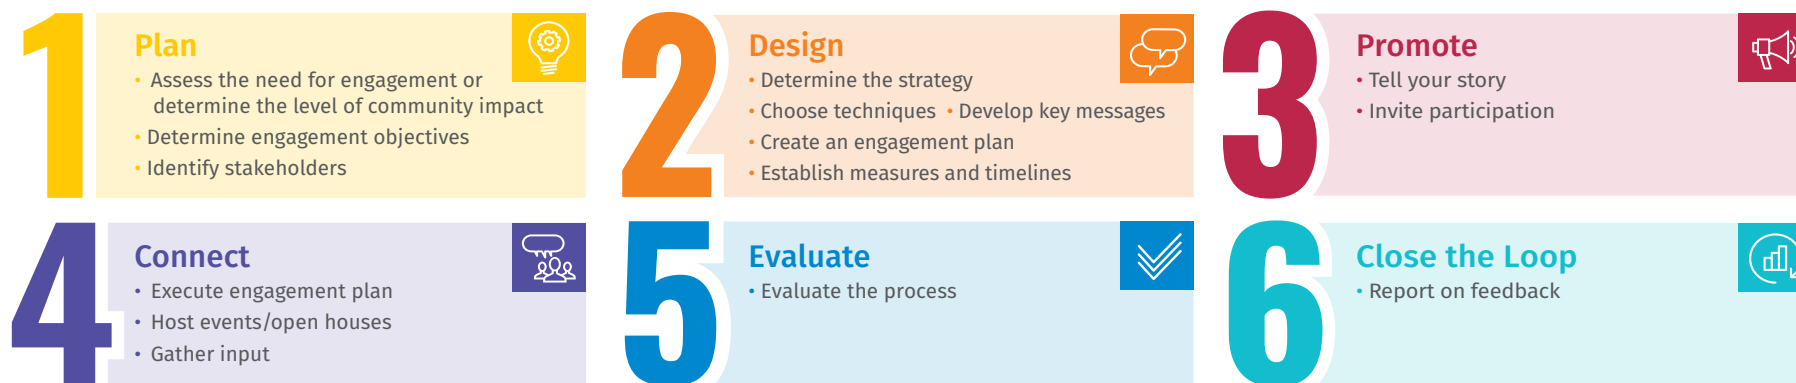 1
Plan
• Assess the need for engagement or
determine the level of community impact
• Determine engagement objectives
• Identify stakeholders
2
Design
• Determine the strategy
• Choose techniques • Develop key messages
• Create an engagement plan
• Establish measures and timelines
3
Promote
• Tell your story
• Invite participation
4
Connect
• Execute engagement plan
• Host events/open houses
• Gather input
5
Evaluate
• Evaluate the process
6
Close the Loop
• Report on feedback